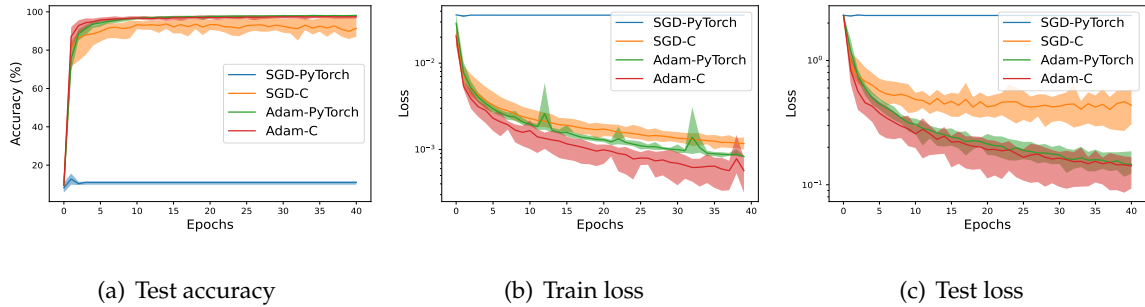 100
80
60
40
20
Accuracy (%)
0 5 10 15 20 25 30 35 40
Epochs
SGD-PyTorch
SGD-C
Adam-PyTorch
Adam-C
(a) Test accuracy
10⁻²
10⁻³
Loss
0 5 10 15 20 25 30 35 40
Epochs
SGD-PyTorch
SGD-C
Adam-PyTorch
Adam-C
(b) Train loss
10⁰
10⁻¹
Loss
0 5 10 15 20 25 30 35 40
Epochs
SGD-PyTorch
SGD-C
Adam-PyTorch
Adam-C
(c) Test loss